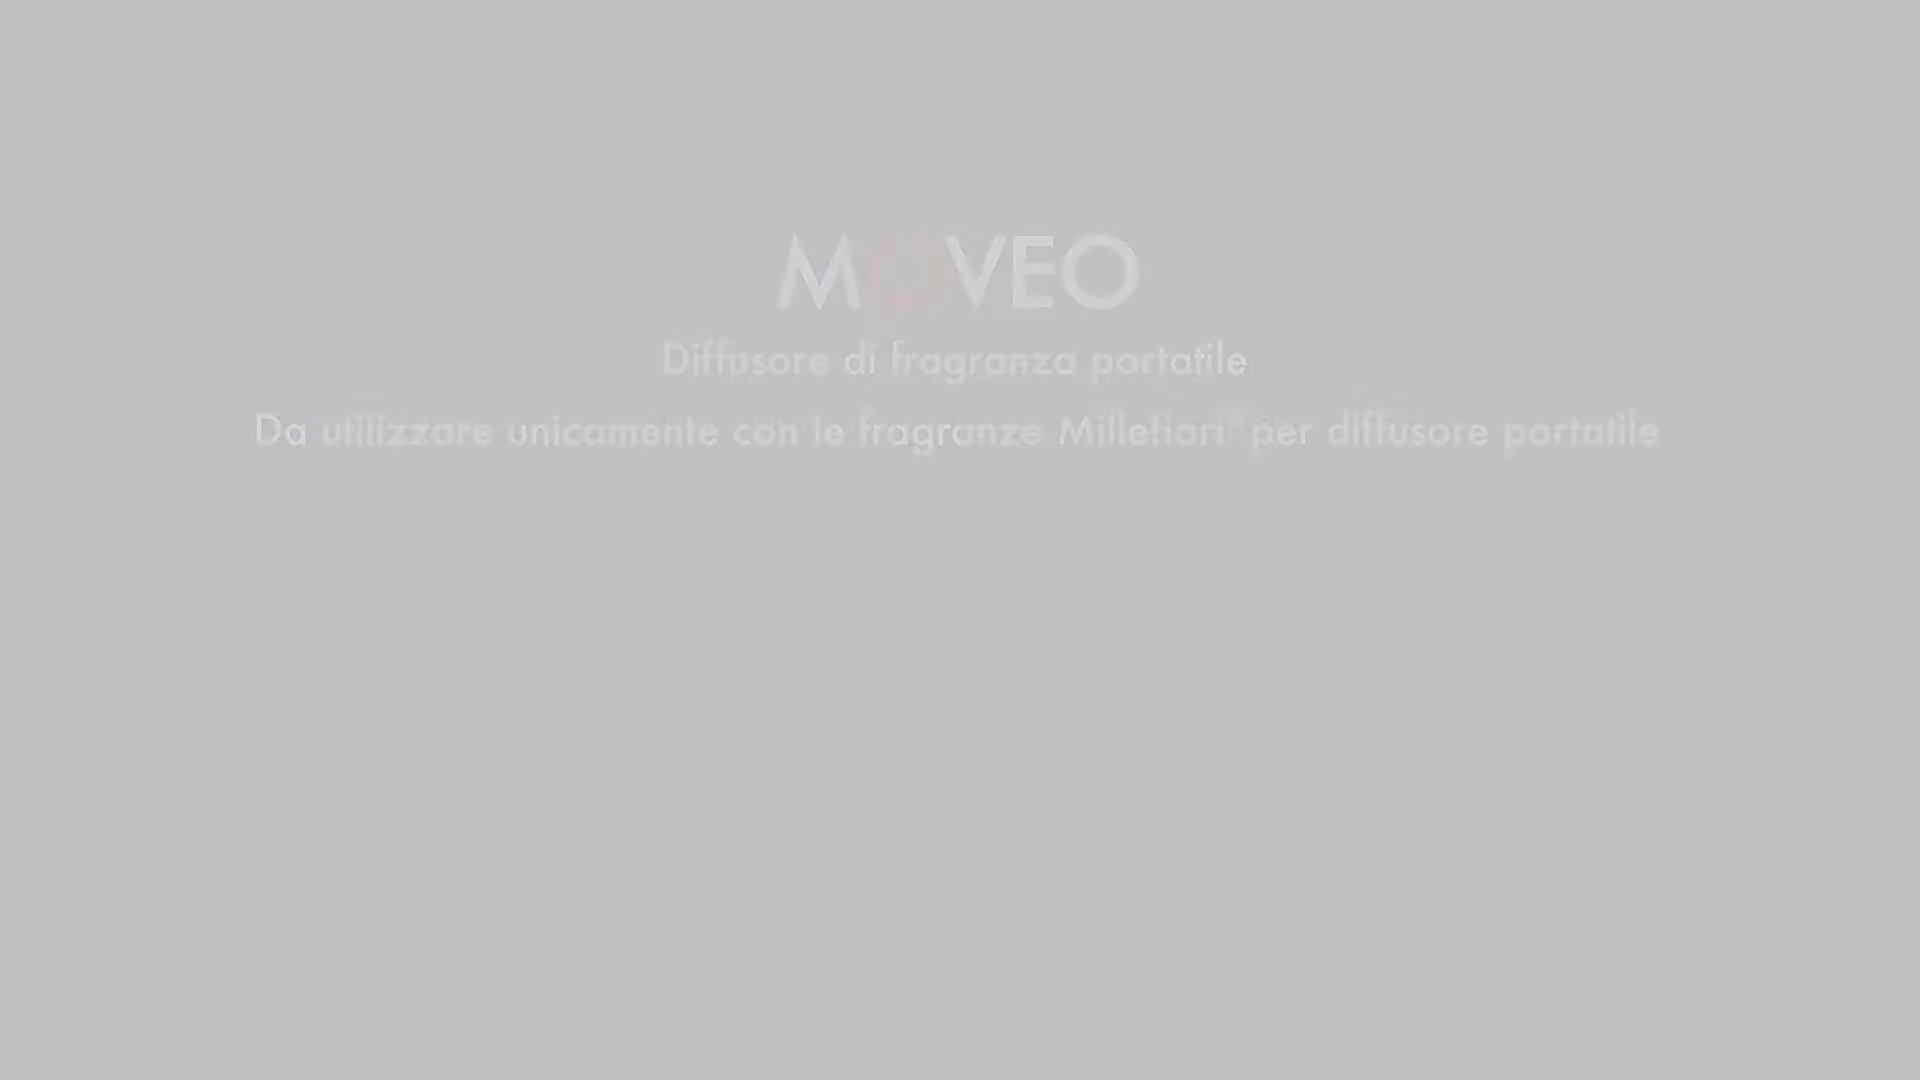 MOVEO
Diffusore di fragranza portatile
Da utilizzare unicamente con le fragranze Millefiori® per diffusore portatile